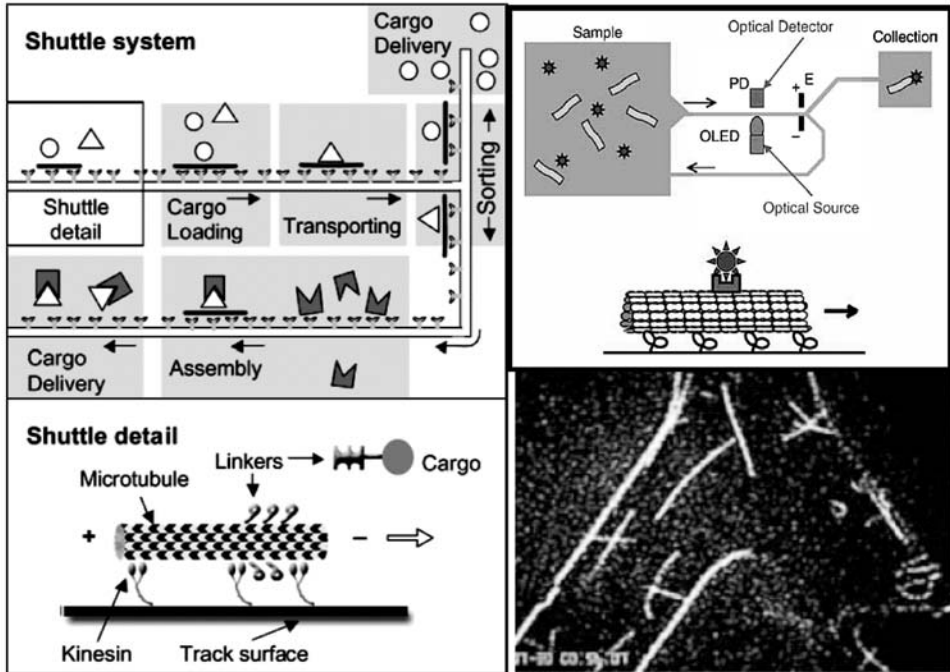 Shuttle system
Cargo
Delivery
Shuttle
detail
Cargo
Loading
Transporting
Sorting
Cargo
Delivery
Assembly
Shuttle detail
Linkers
Cargo
Microtubule
+
–
Kinesin
Track surface
Sample
Optical Detector
Collection
PD
+ E
OLED
–
Optical Source